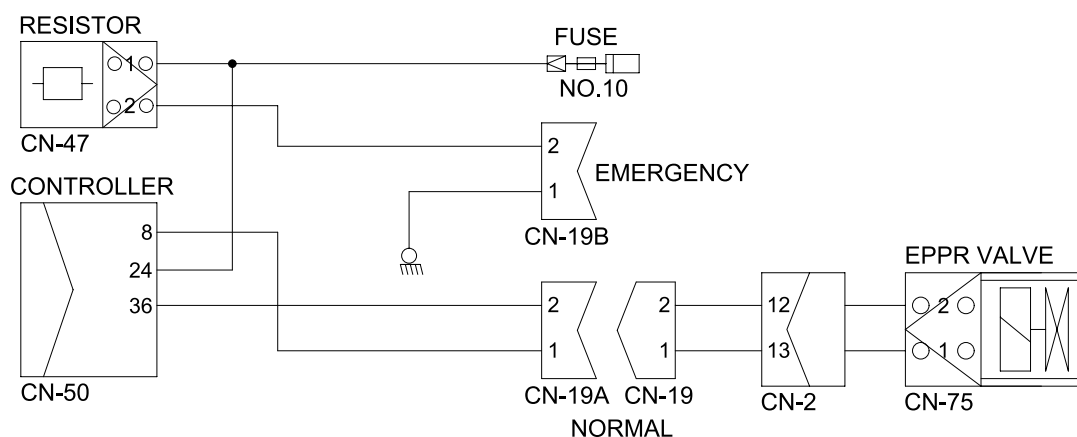 RESISTOR
FUSE
1
2
NO.10
CN-47
2
EMERGENCY
1
CONTROLLER
8
CN-19B
24
EPPR VALVE
36
2
2
12
2
1
1
13
1
CN-50
CN-19A
CN-19
CN-2
CN-75
NORMAL